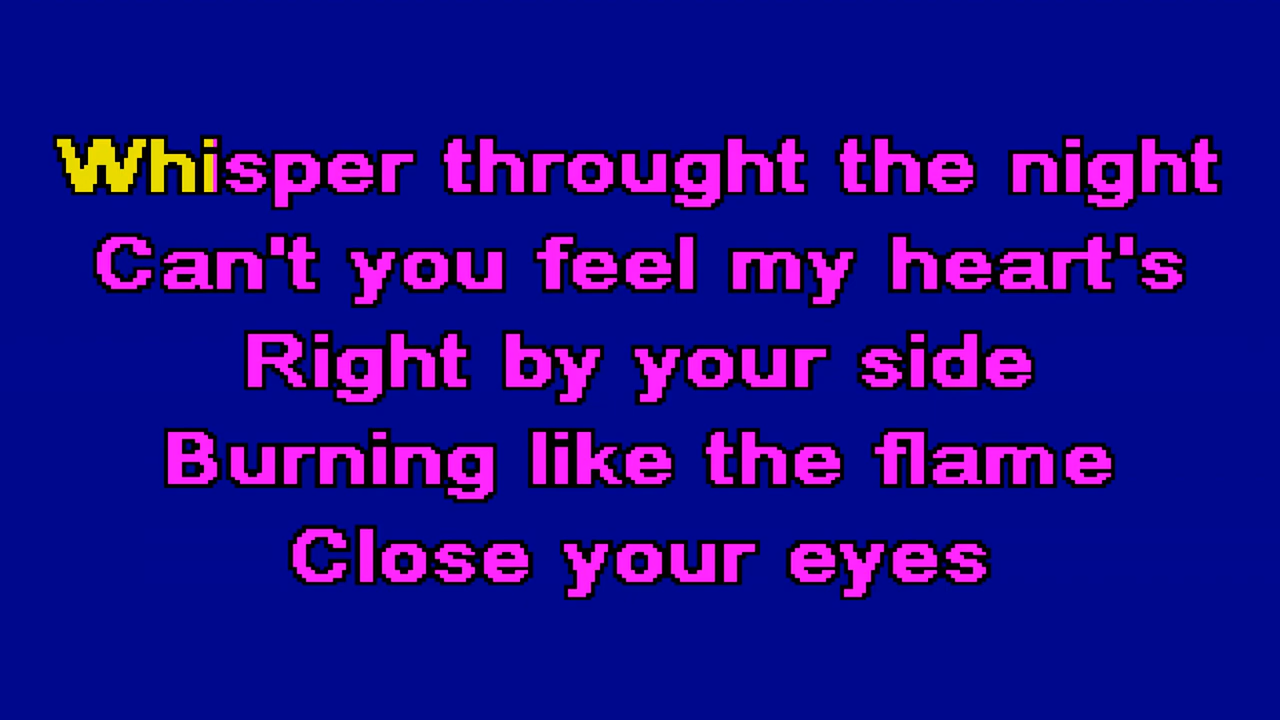 Whisper throught the night
Can't you feel my heart's
Right by your side
Burning like the flame
Close your eyes